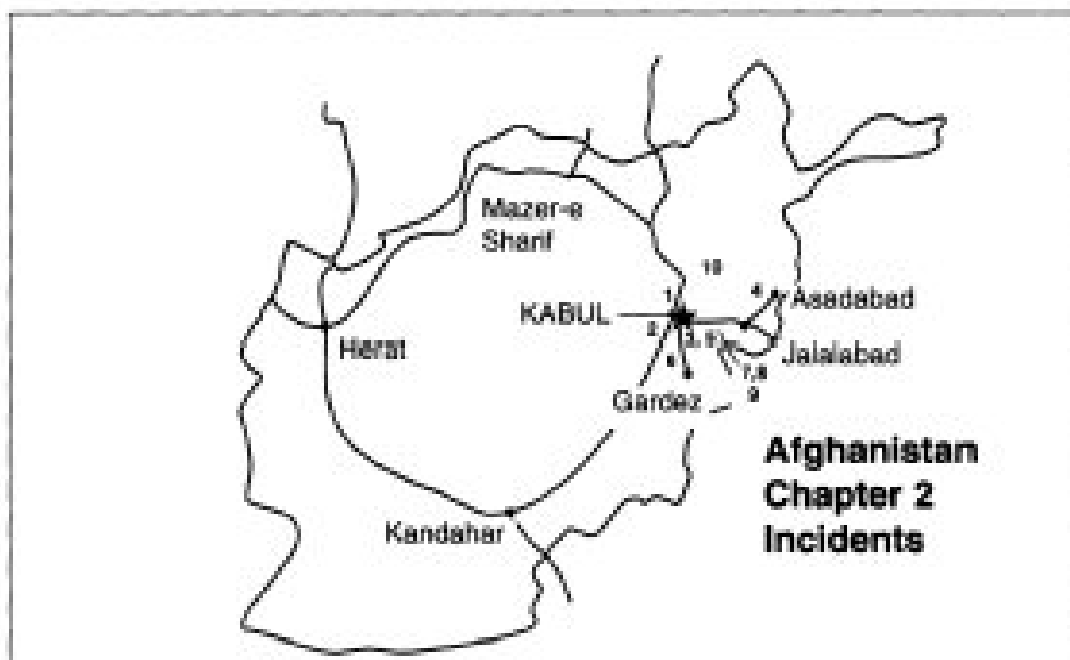 Mazer-e
Sharif
10
1
4
Asadabad
KABUL
2
Herat
Jalalabad
7,8
9
Gardez
Afghanistan
Chapter 2
Incidents
Kandahar